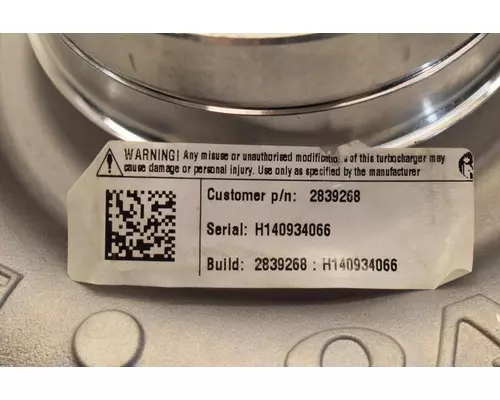 WARNING! Any misuse or unauthorised modification of this turbocharger may
cause damage or personal injury. Use only as specified by the manufacturer
Customer p/n: 2839268
Serial: H140934066
Build: 2839268 : H140934066